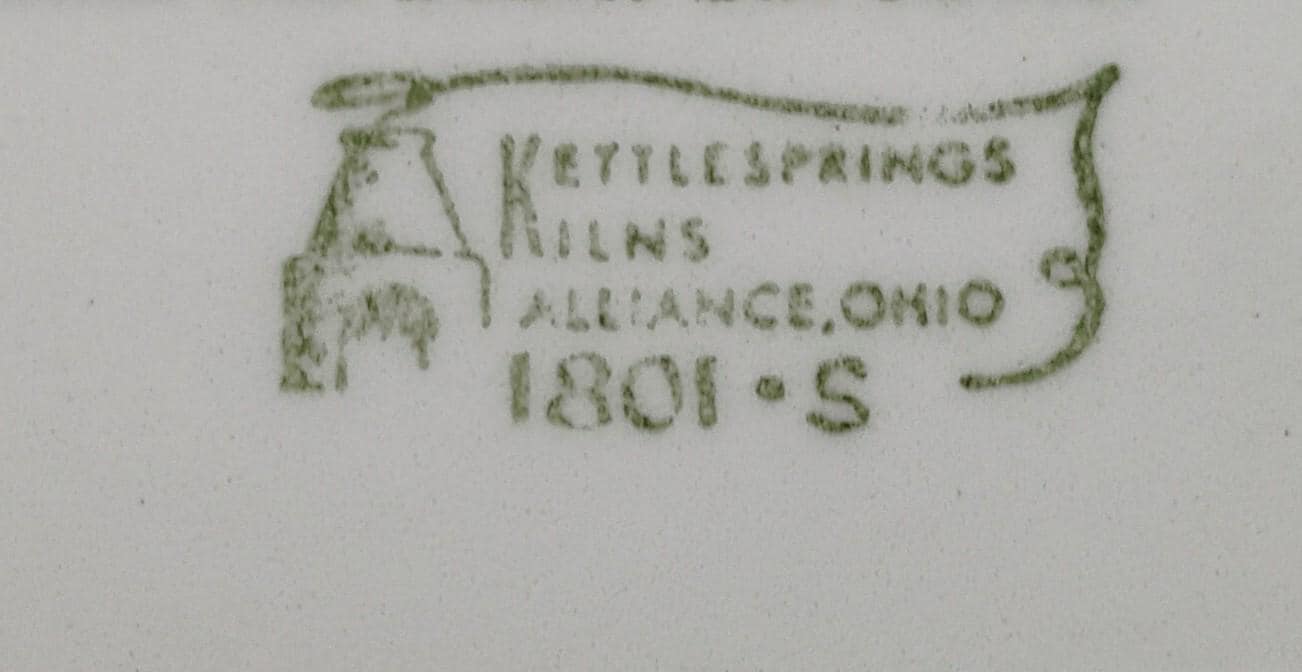 KETTLESPRINGS
KILNS
ALLIANCE, OHIO
1801 • S